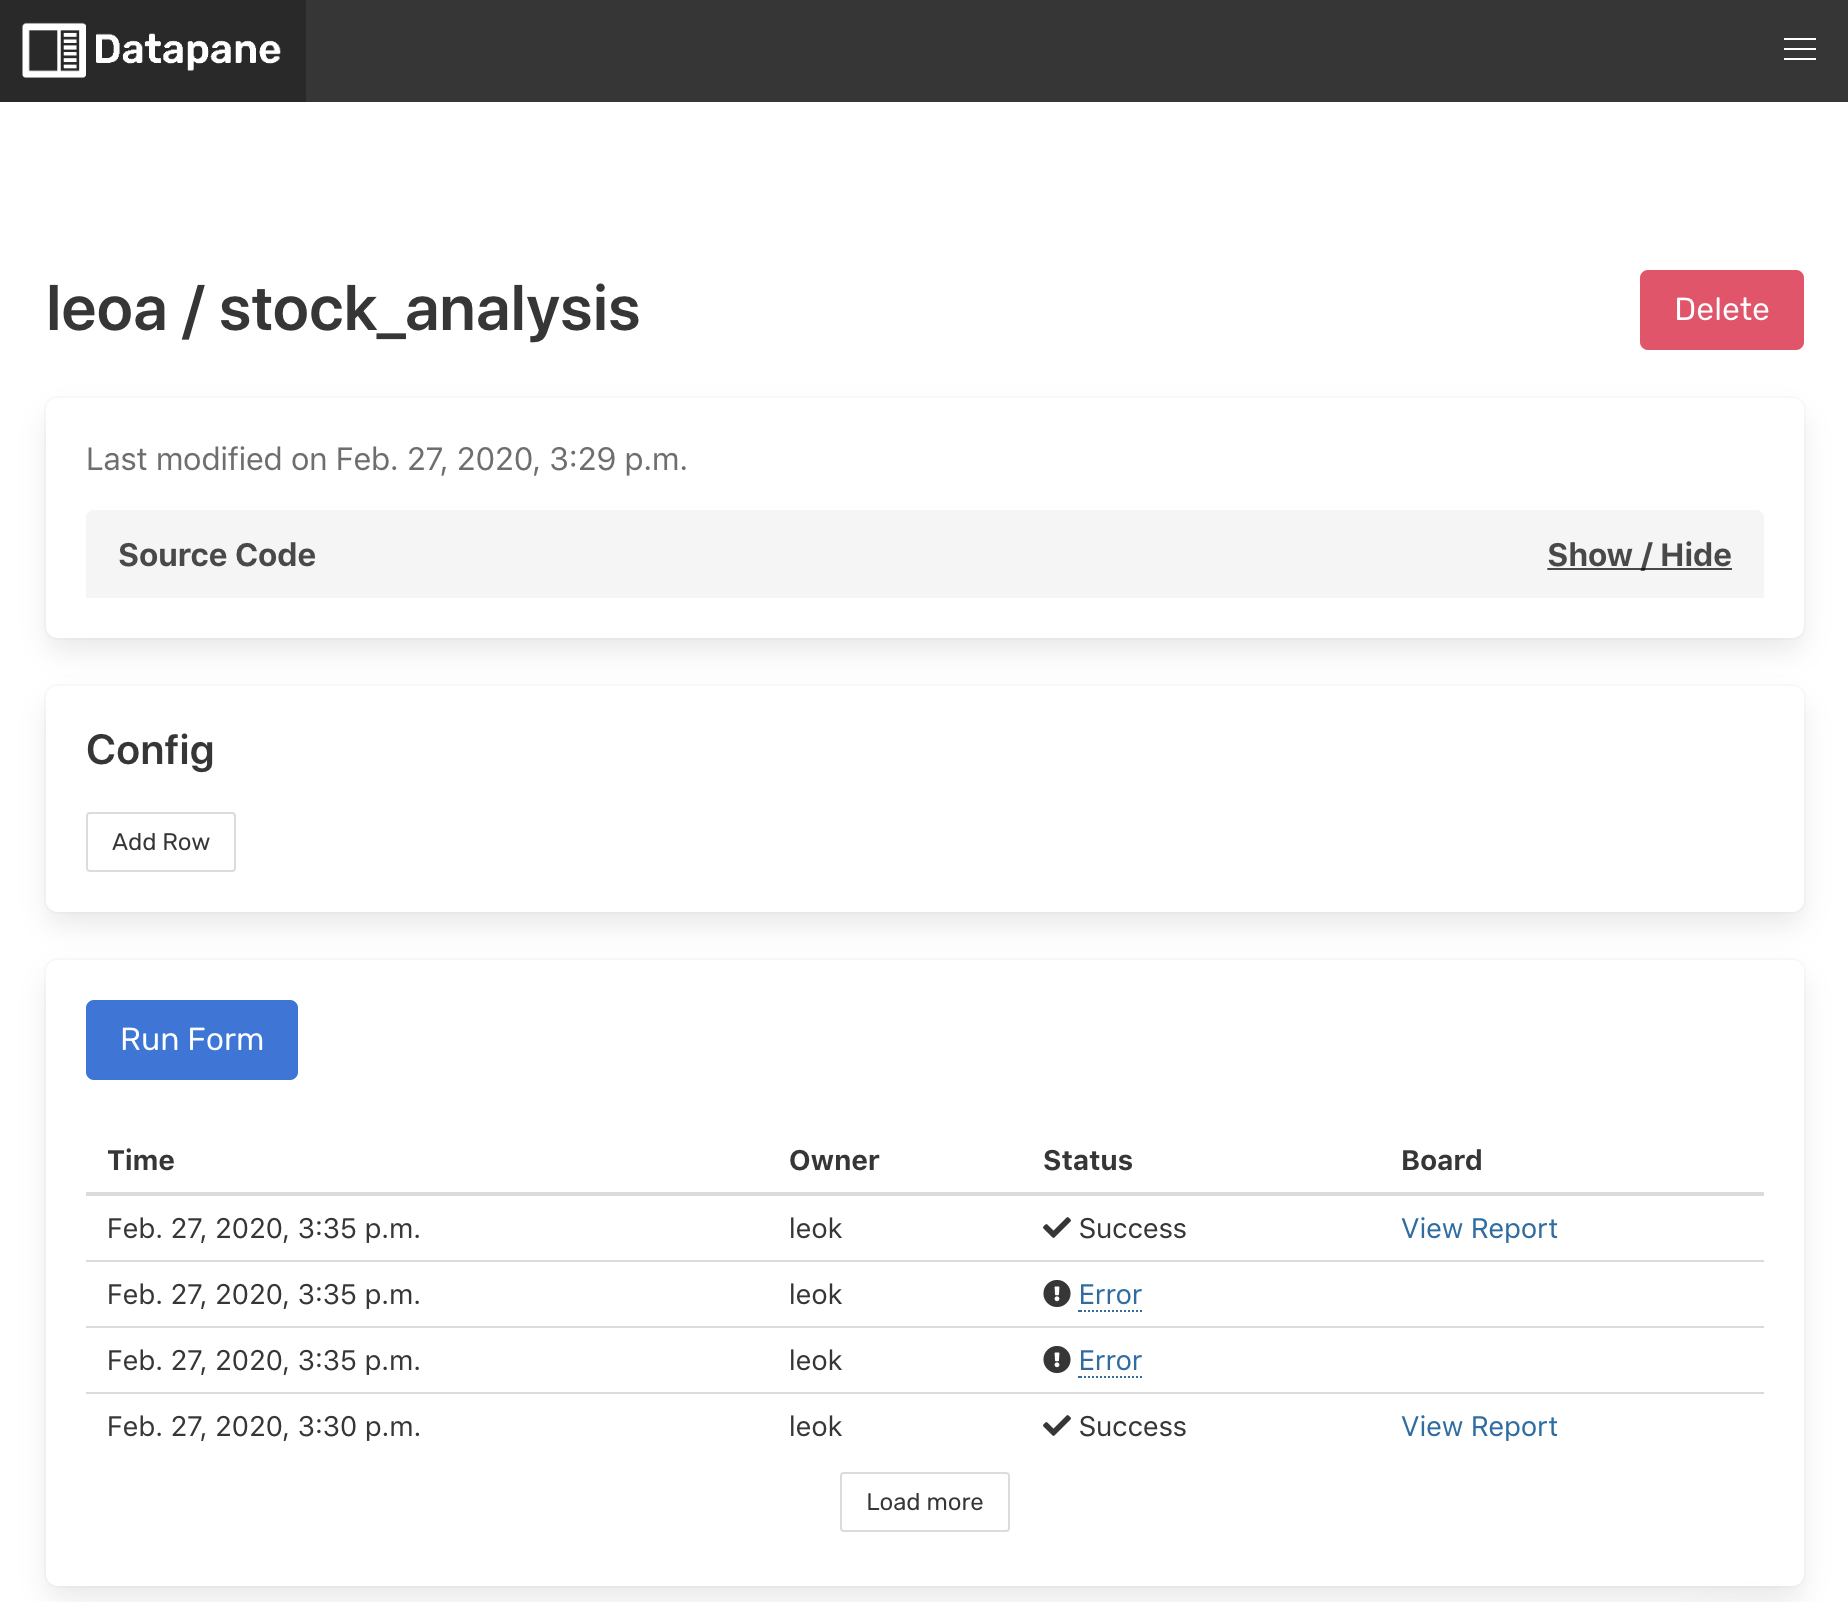 Datapane
leoa / stock_analysis
Delete
Last modified on Feb. 27, 2020, 3:29 p.m.
Source Code Show / Hide
Config
Add Row
Run Form
Time Owner Status Board
Feb. 27, 2020, 3:35 p.m. leok Success View Report
Feb. 27, 2020, 3:35 p.m. leok Error
Feb. 27, 2020, 3:35 p.m. leok Error
Feb. 27, 2020, 3:30 p.m. leok Success View Report
Load more